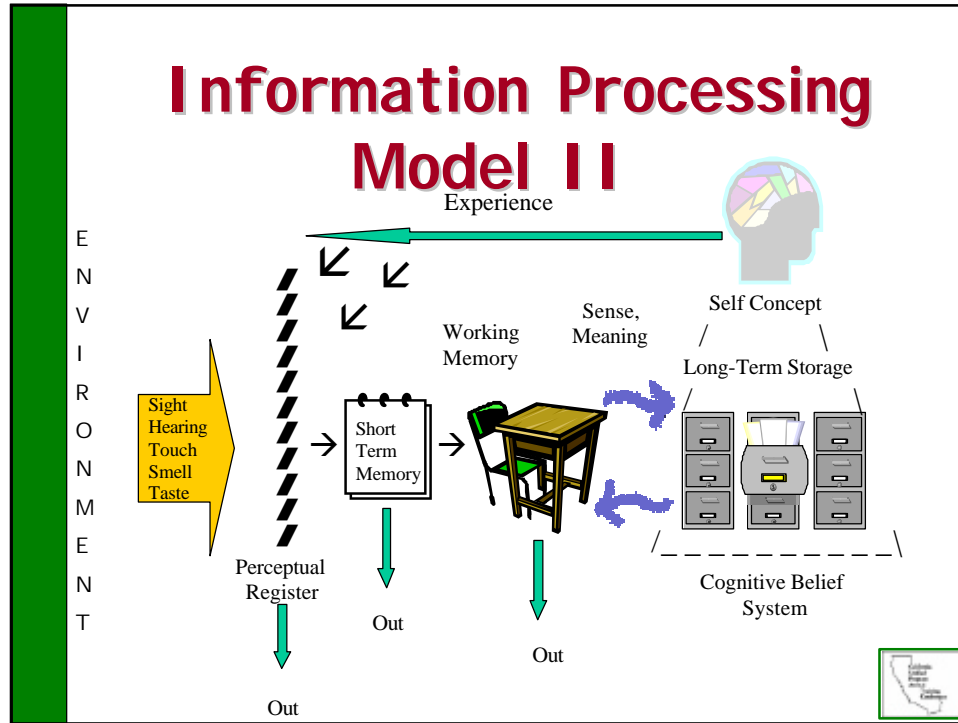 Information Processing
Model II
Experience
E
N
V
I
R
O
N
M
E
N
T
Self Concept
Sense,
Meaning
Working
Memory
Long-Term Storage
Sight
Hearing
Touch
Smell
Taste
Short
Term
Memory
Perceptual
Register
Cognitive Belief
System
Out
Out
Out
California